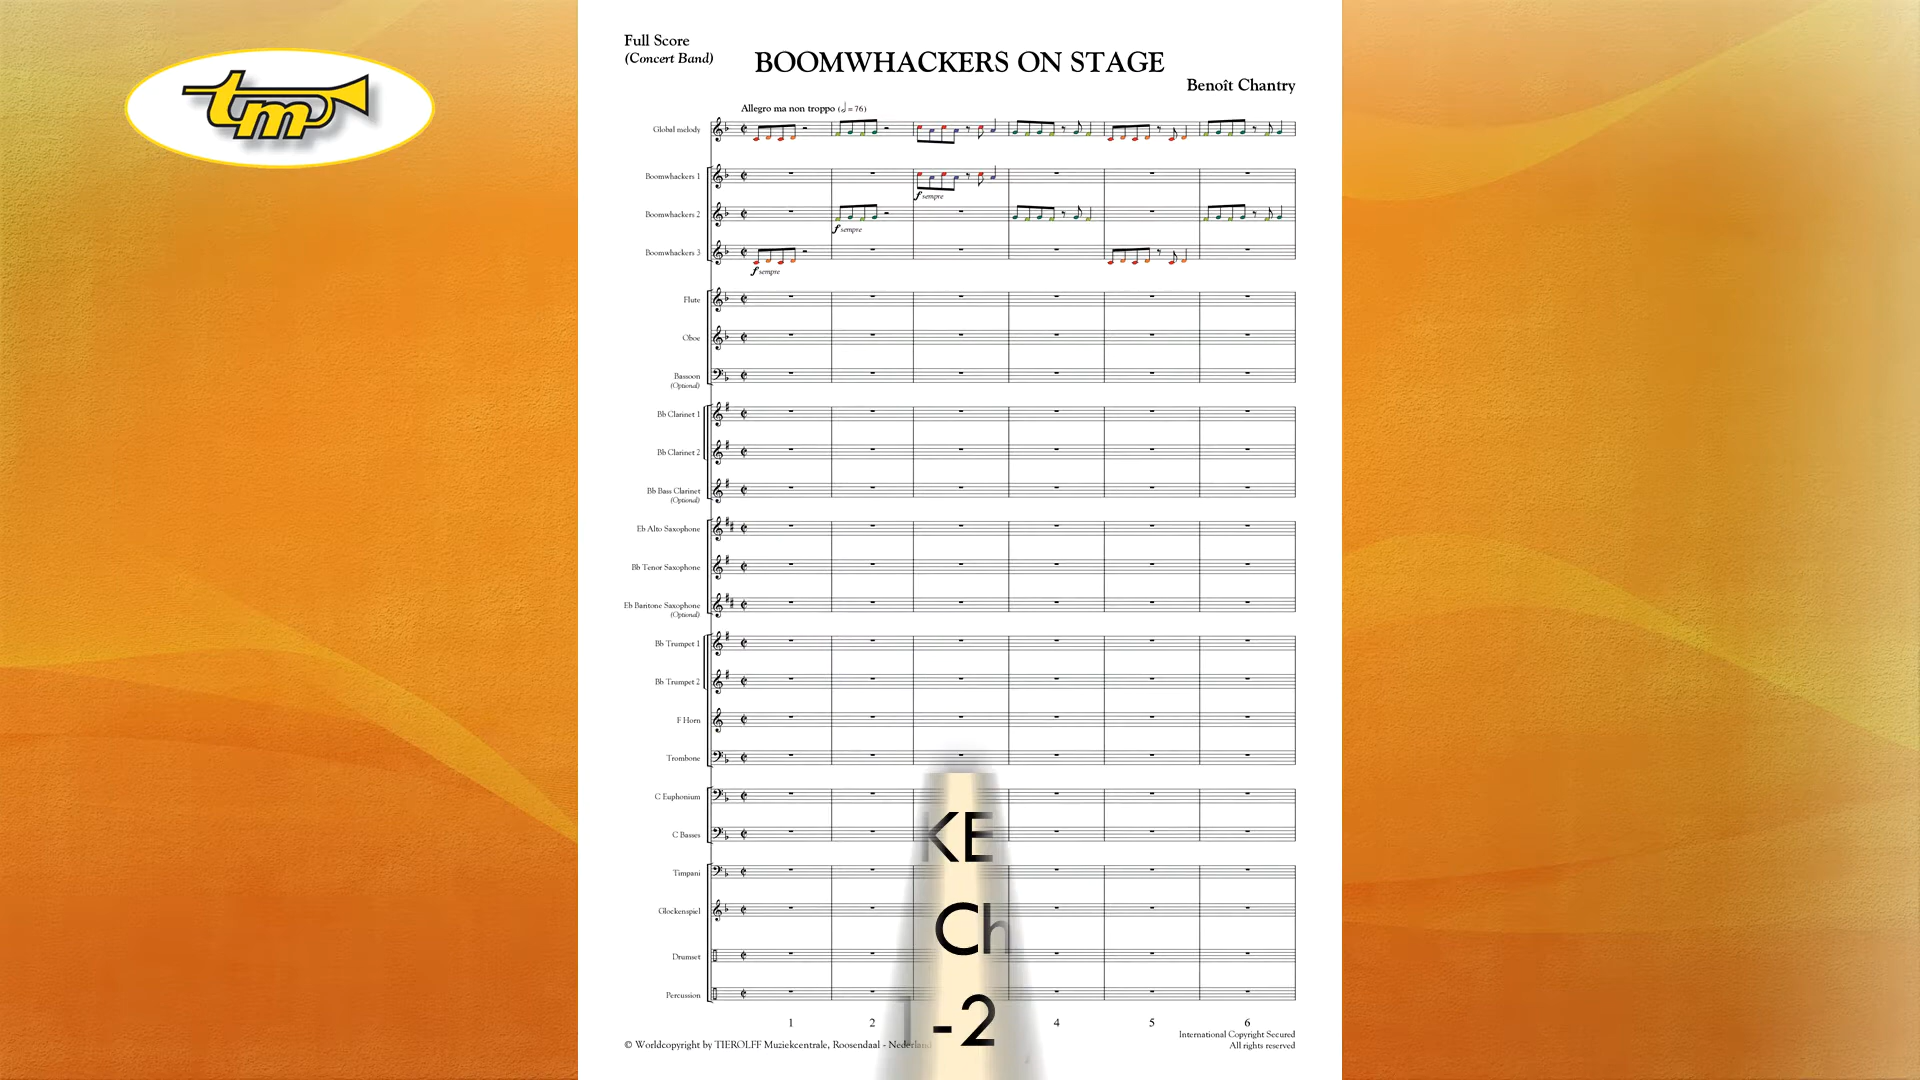 tm
Full Score
(Concert Band)
BOOMWHACKERS ON STAGE
Benoît Chantry
Allegro ma non troppo (𝅗𝅥 = 76)
Global melody
Boomwhackers 1
f sempre
Boomwhackers 2
f sempre
Boomwhackers 3
f sempre
Flute
Oboe
Bassoon
(Optional)
Bb Clarinet 1
Bb Clarinet 2
Bb Bass Clarinet
(Optional)
Eb Alto Saxophone
Bb Tenor Saxophone
Eb Baritone Saxophone
(Optional)
Bb Trumpet 1
Bb Trumpet 2
F Horn
Trombone
C Euphonium
C Basses
Timpani
Glockenspiel
Drumset
Percussion
KE
Ch
1-2
1 2 4 5 6
International Copyright Secured
© Worldcopyright by TIEROLFF Muziekcentrale, Roosendaal - Nederland
All rights reserved